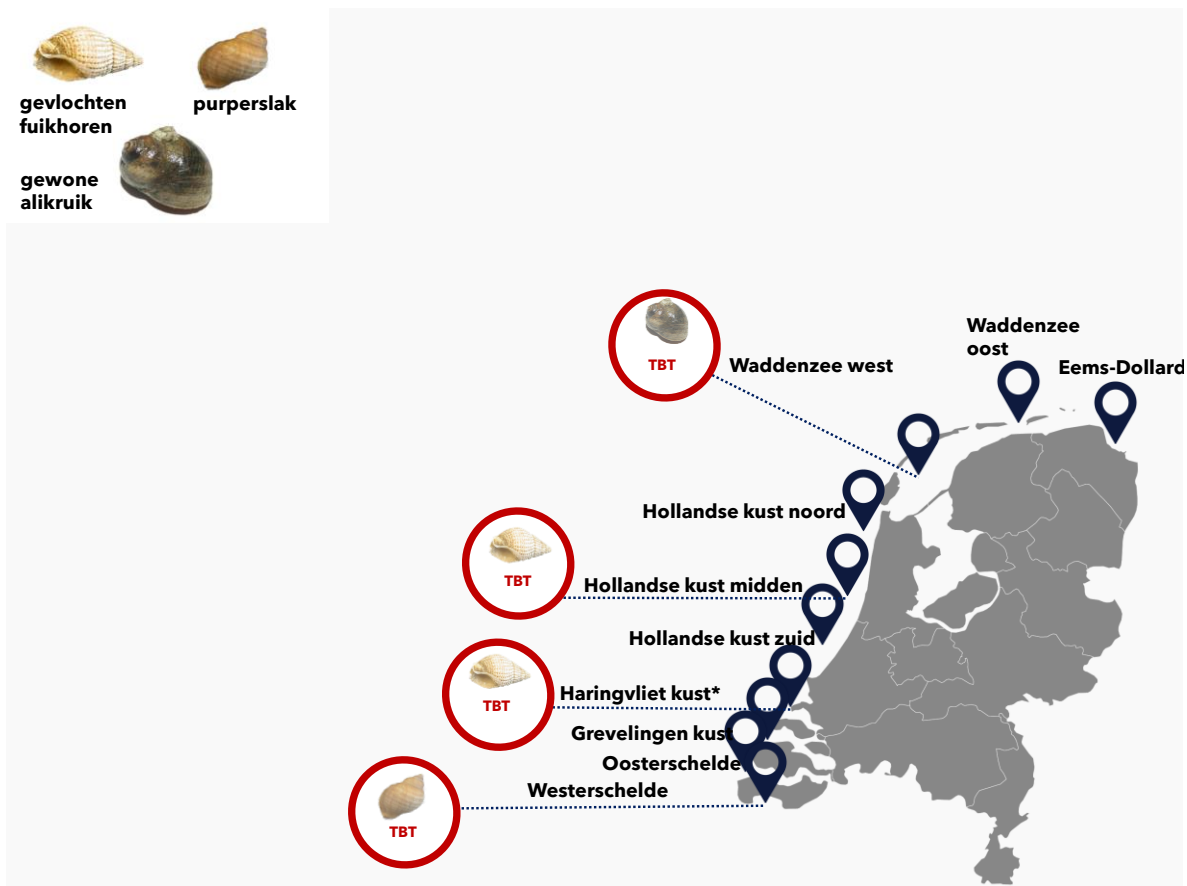 gevlochten
fuikhoren
purperslak
gewone
alikruik
Waddenzee
oost
Eems-Dollard
Waddenzee west
TBT
Hollandse kust noord
TBT
Hollandse kust midden
Hollandse kust zuid
TBT
Haringvliet kust*
Grevelingen kust
Oosterschelde
Westerschelde
TBT